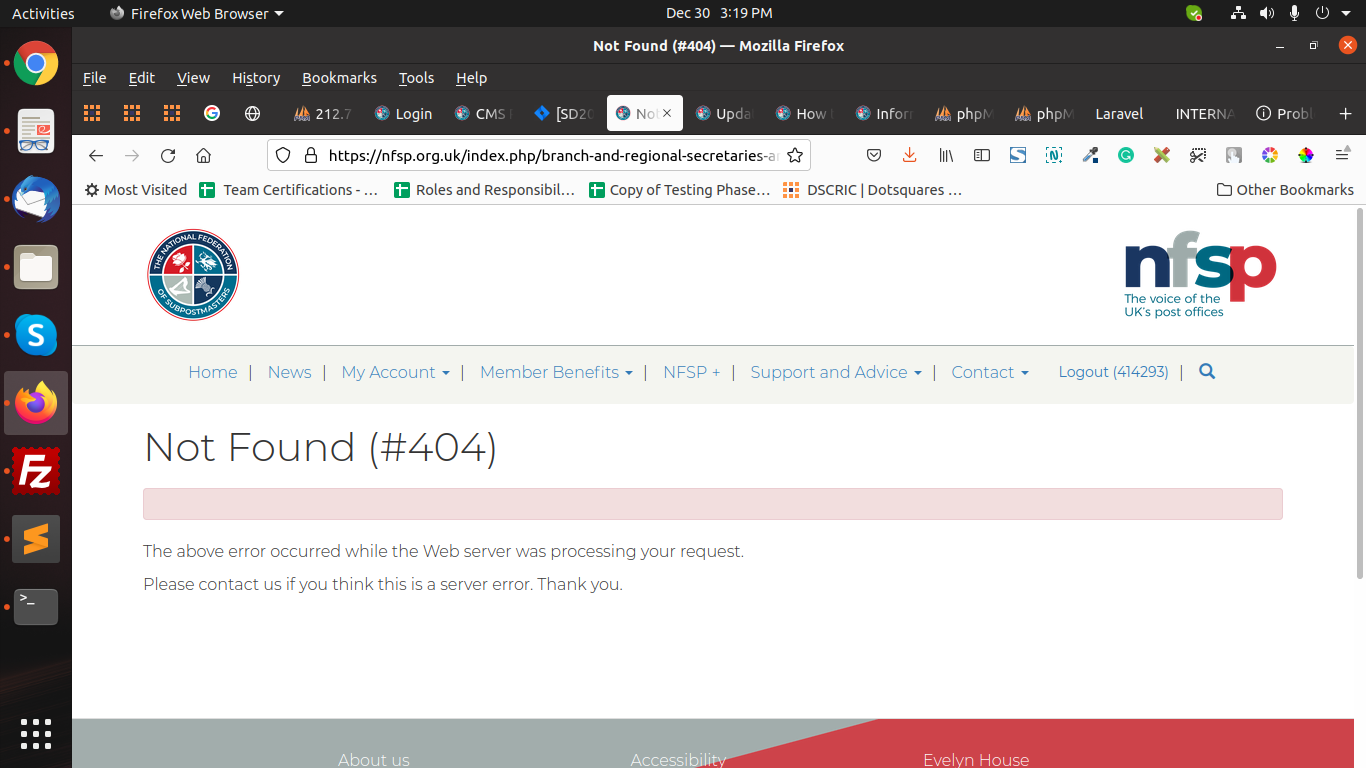 Activities
Firefox Web Browser
Dec 30 3:19 PM
Not Found (#404) — Mozilla Firefox
File Edit View History Bookmarks Tools Help
212.7
Login
CMS
[SD20
Not
Upda
How
Infor
phpM
phpM
Laravel
INTERNA
Probl
https://nfsp.org.uk/index.php/branch-and-regional-secretaries-a
Most Visited
Team Certifications - …
Roles and Responsibil…
Copy of Testing Phase…
DSCRIC | Dotsquares …
Other Bookmarks
THE NATIONAL FEDERATION
OF SUBPOSTMASTERS
nfsp
The voice of the
UK's post offices
Home | News | My Account | Member Benefits | NFSP + | Support and Advice | Contact Logout (414293) |
Not Found (#404)
The above error occurred while the Web server was processing your request.
Please contact us if you think this is a server error. Thank you.
About us
Accessibility
Evelyn House